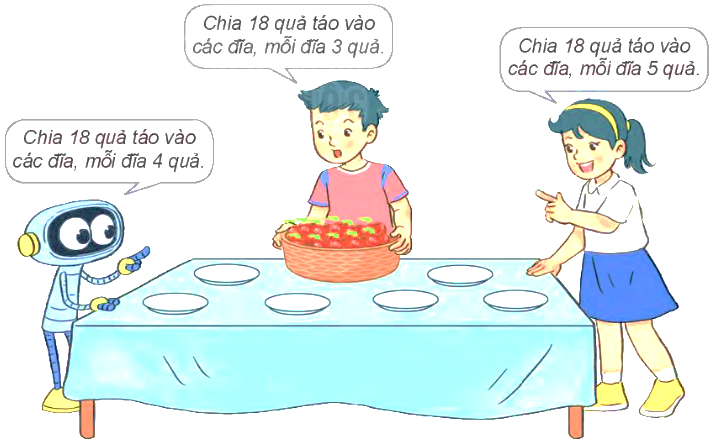 Chia 18 quả táo vào
các đĩa, mỗi đĩa 3 quả.
Chia 18 quả táo vào
các đĩa, mỗi đĩa 5 quả.
Chia 18 quả táo vào
các đĩa, mỗi đĩa 4 quả.